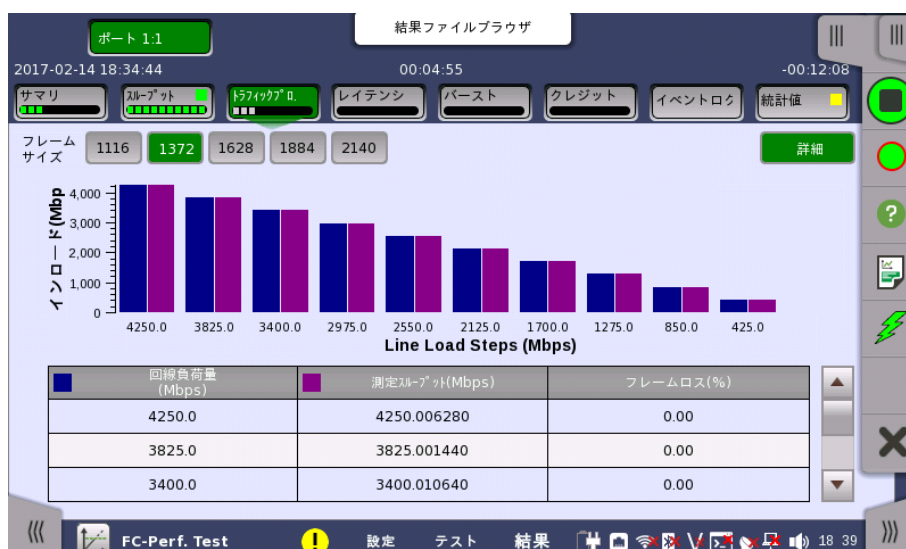 結果ファイルブラウザ
ポート 1:1
2017-02-14 18:34:44
00:04:55
-00:12:08
サマリ
スループット
トラフィックプロ.
レイテンシ
バースト
クレジット
イベントログ
統計値
フレーム
サイズ
1116
1372
1628
1884
2140
詳細
インロード(Mbp
4,000
3,000
2,000
1,000
0
4250.0
3825.0
3400.0
2975.0
2550.0
2125.0
1700.0
1275.0
850.0
425.0
Line Load Steps (Mbps)
回線負荷量
(Mbps)
測定スループット(Mbps)
フレームロス(%)
4250.0
4250.006280
0.00
3825.0
3825.001440
0.00
3400.0
3400.010640
0.00
FC-Perf. Test
設定
テスト
結果
18 39